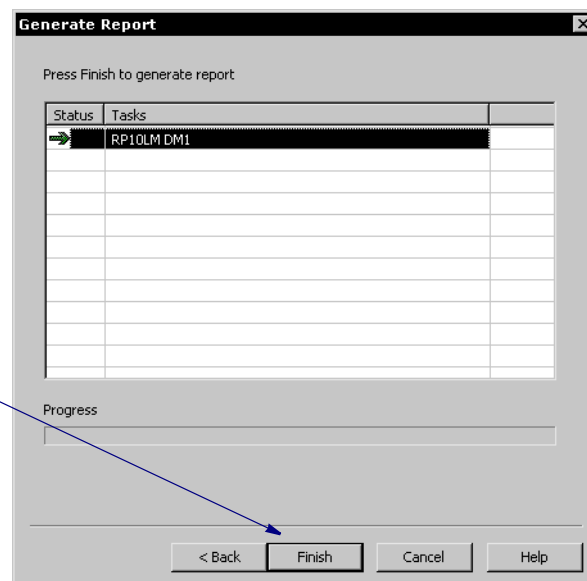 Generate Report
Press Finish to generate report
Status Tasks
RP10LM DM1
Progress
< Back Finish Cancel Help